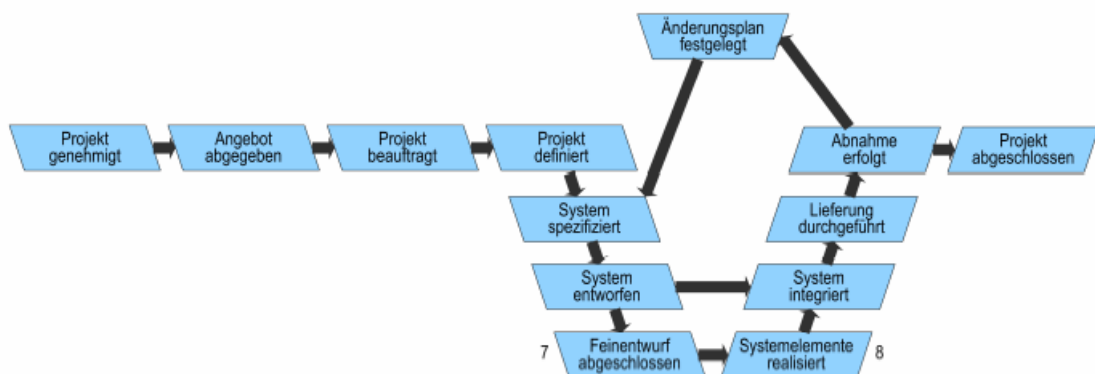 Änderungsplan
festgelegt
Projekt
genehmigt
Angebot
abgegeben
Projekt
beauftragt
Projekt
definiert
Abnahme
erfolgt
Projekt
abgeschlossen
System
spezifiziert
Lieferung
durchgeführt
System
entworfen
System
integriert
7
Feinentwurf
abgeschlossen
Systemelemente
realisiert
8